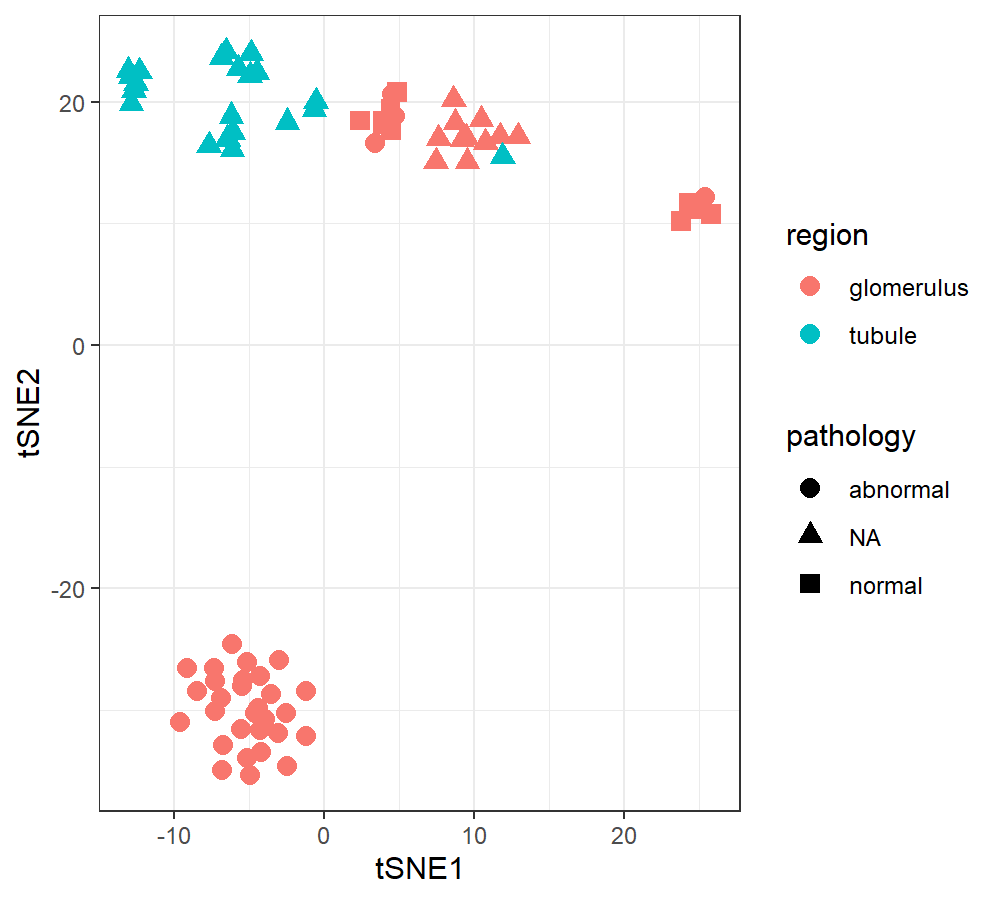 20
0
-20
tSNE2
-10
0
10
20
tSNE1
region
glomerulus
tubule
pathology
abnormal
NA
normal